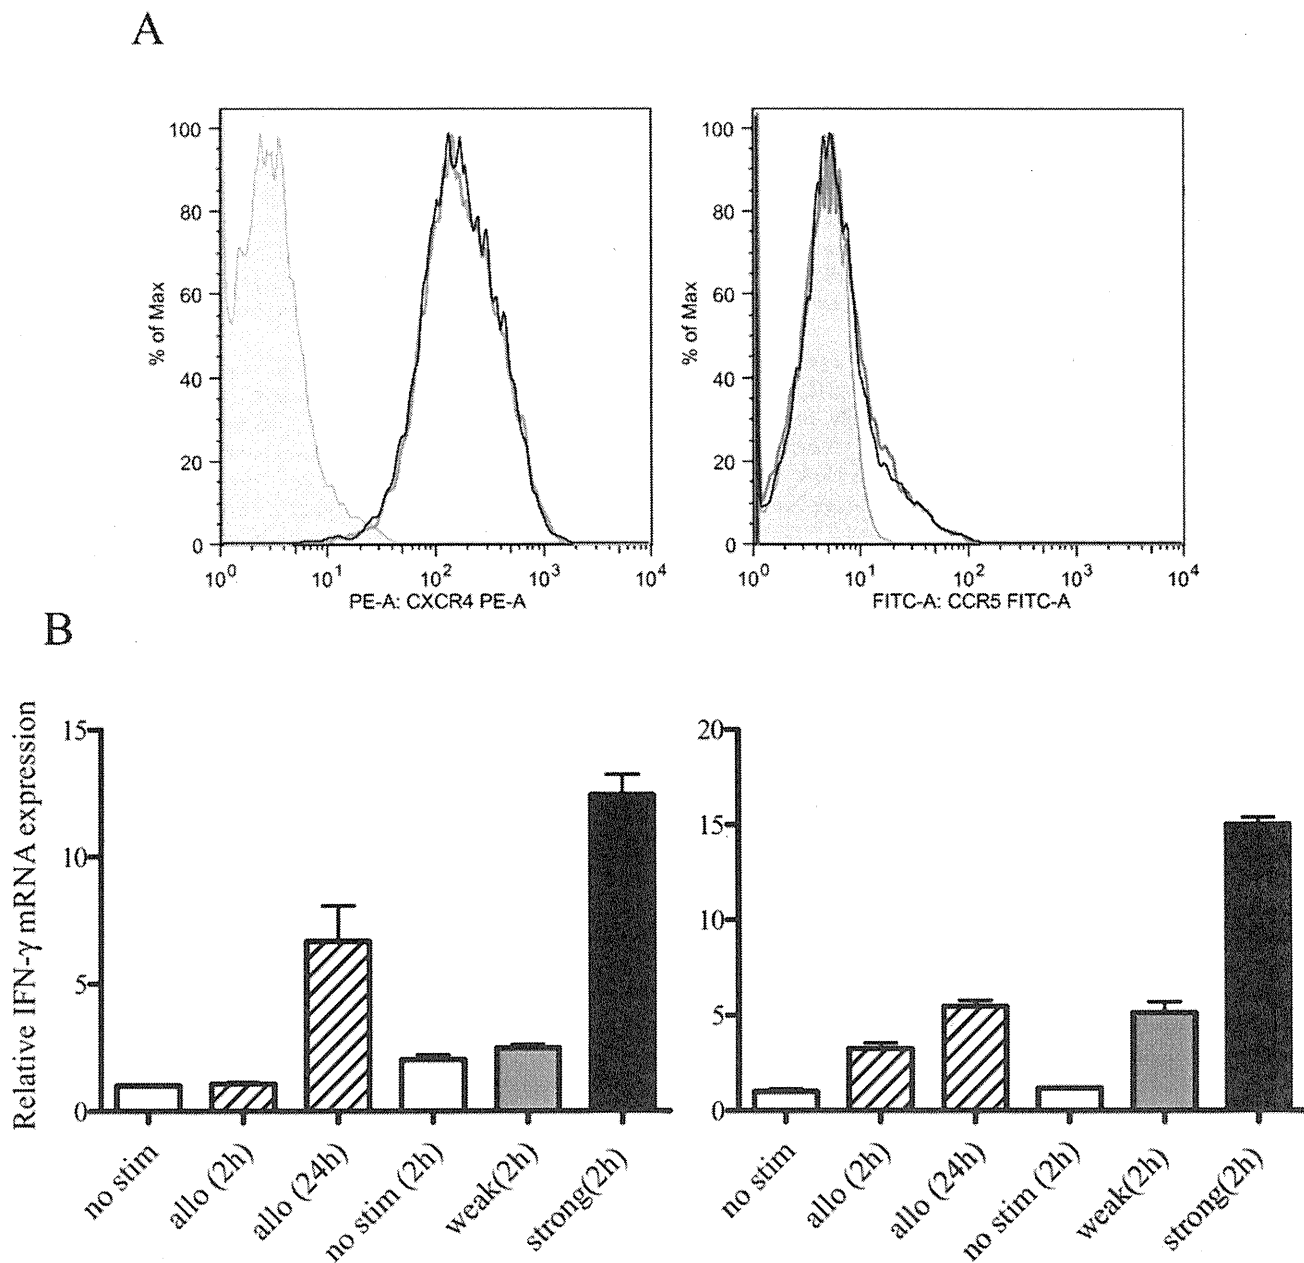 A
100
80
60
40
20
0
% of Max
10^0 10^1 10^2 10^3 10^4
PE-A: CXCR4 PE-A
100
80
60
40
20
0
% of Max
10^0 10^1 10^2 10^3 10^4
FITC-A: CCR5 FITC-A
B
Relative IFN-γ mRNA expression
15
10
5
0
no stim
allo (2h)
allo (24h)
no stim (2h)
weak(2h)
strong(2h)
20
15
10
5
0
no stim
allo (2h)
allo (24h)
no stim (2h)
weak(2h)
strong(2h)